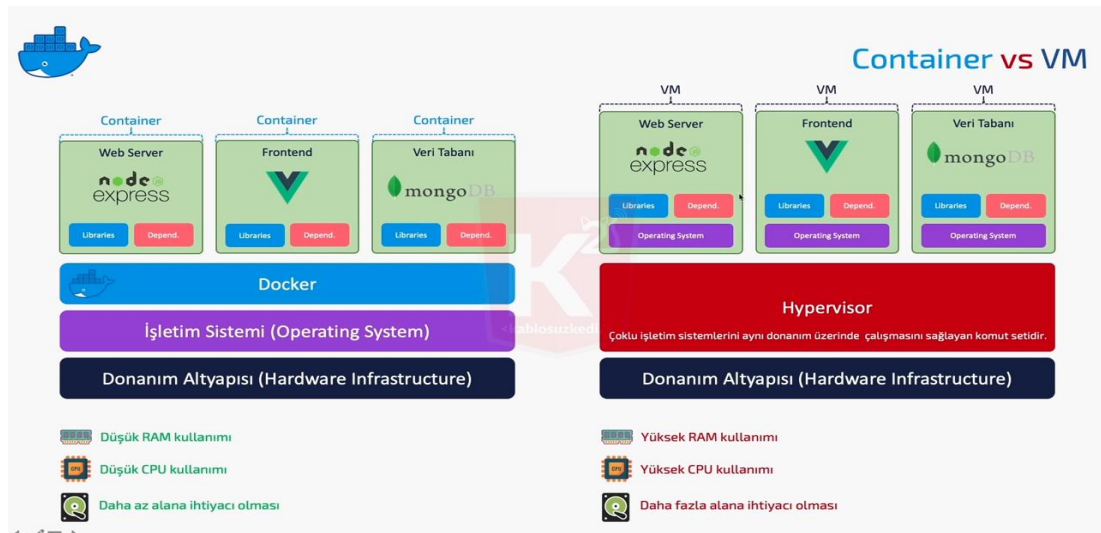 Container vs VM
Container
Container
Container
Web Server
node
express
Libraries
Depend.
Frontend
Libraries
Depend.
Veri Tabanı
mongoDB
Libraries
Depend.
Docker
İşletim Sistemi (Operating System)
Donanım Altyapısı (Hardware Infrastructure)
Düşük RAM kullanımı
CPU
Düşük CPU kullanımı
Daha az alana ihtiyacı olması
VM
VM
VM
Web Server
node
express
Libraries
Depend.
Operating System
Frontend
Libraries
Depend.
Operating System
Veri Tabanı
mongoDB
Libraries
Depend.
Operating System
Hypervisor
Çoklu işletim sistemlerini aynı donanım üzerinde çalışmasını sağlayan komut setidir.
Donanım Altyapısı (Hardware Infrastructure)
Yüksek RAM kullanımı
CPU
Yüksek CPU kullanımı
Daha fazla alana ihtiyacı olması
K2